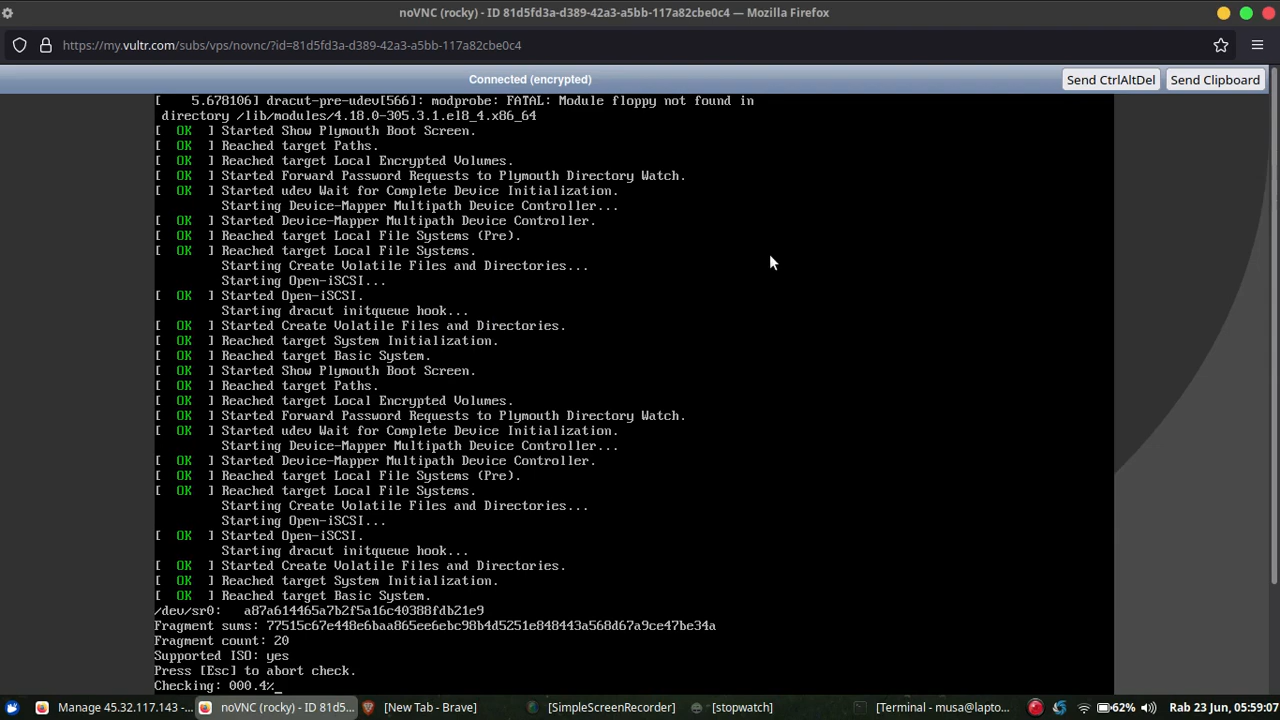 noVNC (rocky) - ID 81d5fd3a-d389-42a3-a5bb-117a82cbe0c4 — Mozilla Firefox
https://my.vultr.com/subs/vps/novnc/?id=81d5fd3a-d389-42a3-a5bb-117a82cbe0c4
Connected (encrypted)
Send CtrlAltDel
Send Clipboard
[    5.678106] dracut-pre-udev[566]: modprobe: FATAL: Module floppy not found in
directory /lib/modules/4.18.0-305.3.1.el8_4.x86_64
[  OK  ] Started Show Plymouth Boot Screen.
[  OK  ] Reached target Paths.
[  OK  ] Reached target Local Encrypted Volumes.
[  OK  ] Started Forward Password Requests to Plymouth Directory Watch.
[  OK  ] Started udev Wait for Complete Device Initialization.
Starting Device-Mapper Multipath Device Controller...
[  OK  ] Started Device-Mapper Multipath Device Controller.
[  OK  ] Reached target Local File Systems (Pre).
[  OK  ] Reached target Local File Systems.
Starting Create Volatile Files and Directories...
Starting Open-iSCSI...
[  OK  ] Started Open-iSCSI.
Starting dracut initqueue hook...
[  OK  ] Started Create Volatile Files and Directories.
[  OK  ] Reached target System Initialization.
[  OK  ] Reached target Basic System.
[  OK  ] Started Show Plymouth Boot Screen.
[  OK  ] Reached target Paths.
[  OK  ] Reached target Local Encrypted Volumes.
[  OK  ] Started Forward Password Requests to Plymouth Directory Watch.
[  OK  ] Started udev Wait for Complete Device Initialization.
Starting Device-Mapper Multipath Device Controller...
[  OK  ] Started Device-Mapper Multipath Device Controller.
[  OK  ] Reached target Local File Systems (Pre).
[  OK  ] Reached target Local File Systems.
Starting Create Volatile Files and Directories...
Starting Open-iSCSI...
[  OK  ] Started Open-iSCSI.
Starting dracut initqueue hook...
[  OK  ] Started Create Volatile Files and Directories.
[  OK  ] Reached target System Initialization.
[  OK  ] Reached target Basic System.
/dev/sr0:   a87a614465a7b2f5a16c40388fdb21e9
Fragment sums: 77515c67e448e6baa865ee6ebc98b4d5251e848443a568d67a9ce47be34a
Fragment count: 20
Supported ISO: yes
Press [Esc] to abort check.
Checking: 000.4%_
Manage 45.32.117.143 -... noVNC (rocky) - ID 81d5... [New Tab - Brave] [SimpleScreenRecorder] [stopwatch] [Terminal - musa@lapto... 62% Rab 23 Jun, 05:59:07